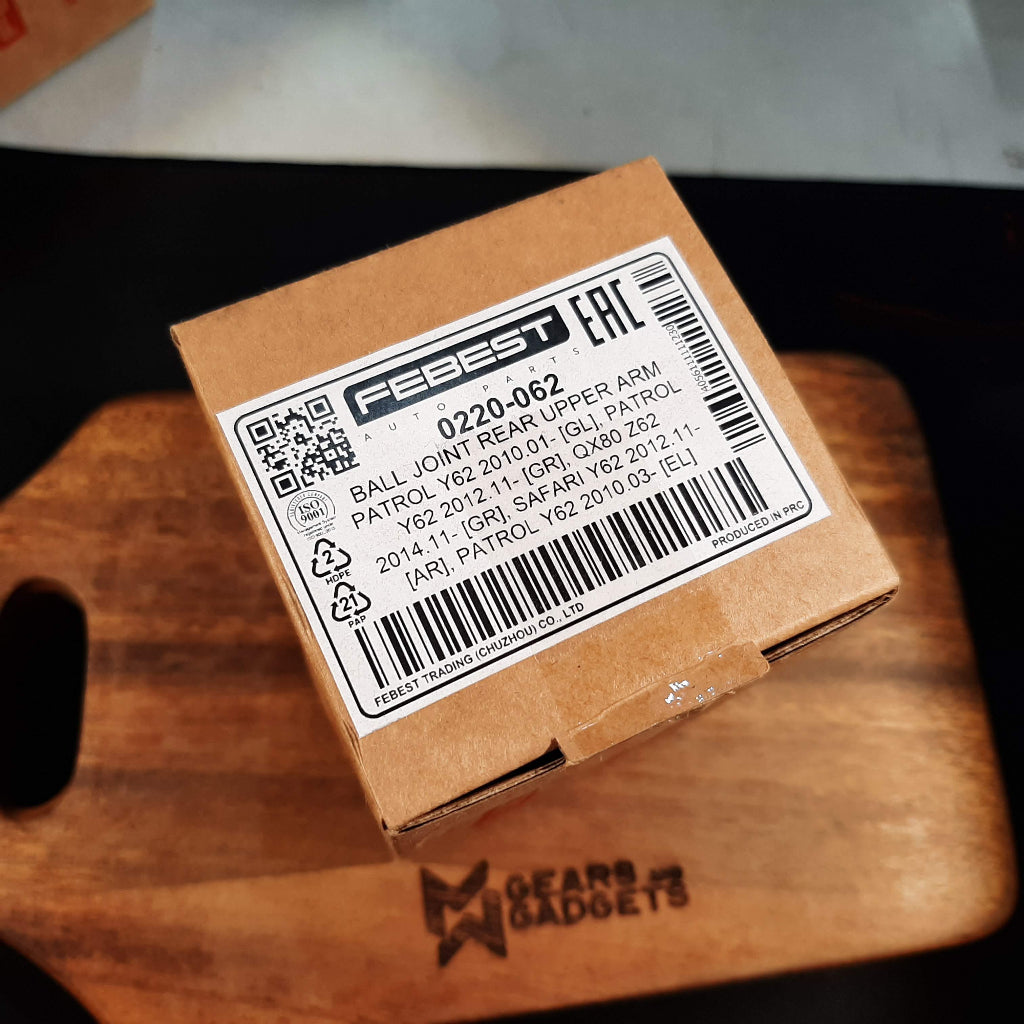 FEBEST
AUTO PARTS
EAC
0220-062
BALL JOINT REAR UPPER ARM
PATROL Y62 2010.01- [GL], PATROL
Y62 2012.11- [GR], QX80 Z62
2014.11- [GR], SAFARI Y62 2012.11-
[AR], PATROL Y62 2010.03- [EL]
ISO
9001
2
HDPE
21
PAP
FEBEST TRADING (CHUZHOU) CO., LTD
PRODUCED IN PRC
GEARS
GADGETS